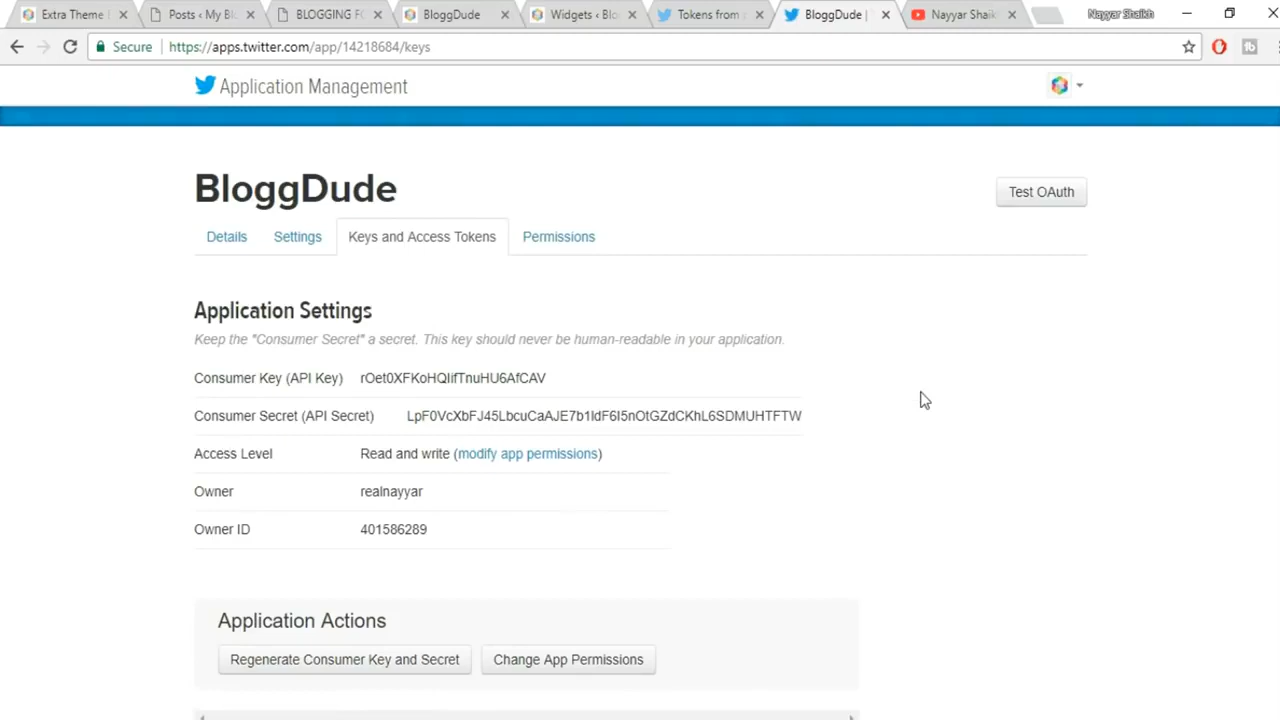 Extra Theme
Posts ‹ My Bl
BLOGGING FO
BloggDude
Widgets ‹ Blo
Tokens from
BloggDude |
Nayyar Shaik
Nayyar Shaikh
Secure
https://apps.twitter.com/app/14218684/keys
Application Management
BloggDude
Test OAuth
Details
Settings
Keys and Access Tokens
Permissions
Application Settings
Keep the "Consumer Secret" a secret. This key should never be human-readable in your application.
Consumer Key (API Key) rOet0XFKoHQIifTnuHU6AfCAV
Consumer Secret (API Secret) LpF0VcXbFJ45LbcuCaAJE7b1IdF6I5nOtGZdCKhL6SDMUHTFTW
Access Level Read and write (modify app permissions)
Owner realnayyar
Owner ID 401586289
Application Actions
Regenerate Consumer Key and Secret
Change App Permissions